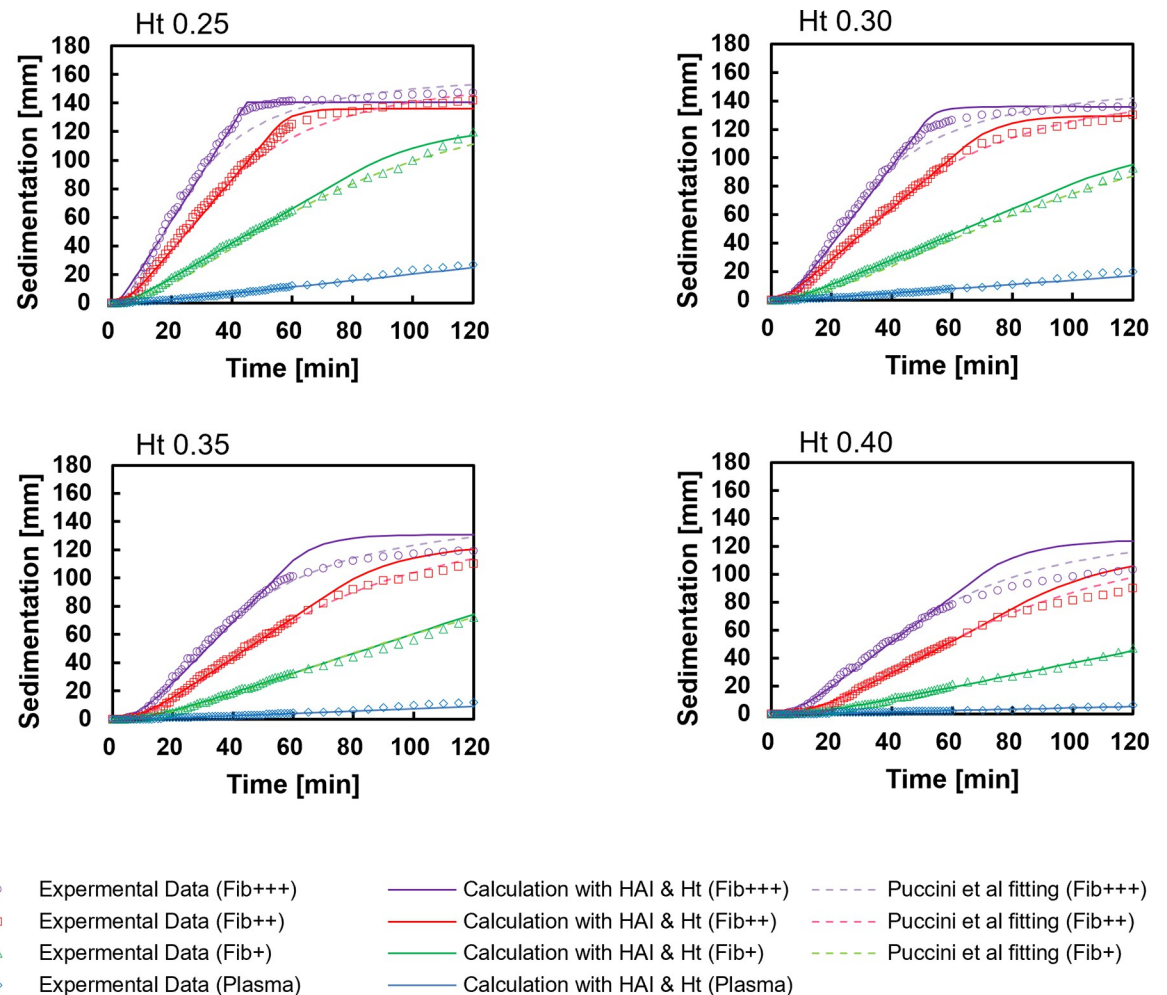 Ht 0.25
180
160
140
120
100
80
60
40
20
0
Sedimentation [mm]
0 20 40 60 80 100 120
Time [min]
Ht 0.30
180
160
140
120
100
80
60
40
20
0
Sedimentation [mm]
0 20 40 60 80 100 120
Time [min]
Ht 0.35
180
160
140
120
100
80
60
40
20
0
Sedimentation [mm]
0 20 40 60 80 100 120
Time [min]
Ht 0.40
180
160
140
120
100
80
60
40
20
0
Sedimentation [mm]
0 20 40 60 80 100 120
Time [min]
Expermental Data (Fib+++)
Expermental Data (Fib++)
Expermental Data (Fib+)
Expermental Data (Plasma)
Calculation with HAI & Ht (Fib+++)
Calculation with HAI & Ht (Fib++)
Calculation with HAI & Ht (Fib+)
Calculation with HAI & Ht (Plasma)
Puccini et al fitting (Fib+++)
Puccini et al fitting (Fib++)
Puccini et al fitting (Fib+)